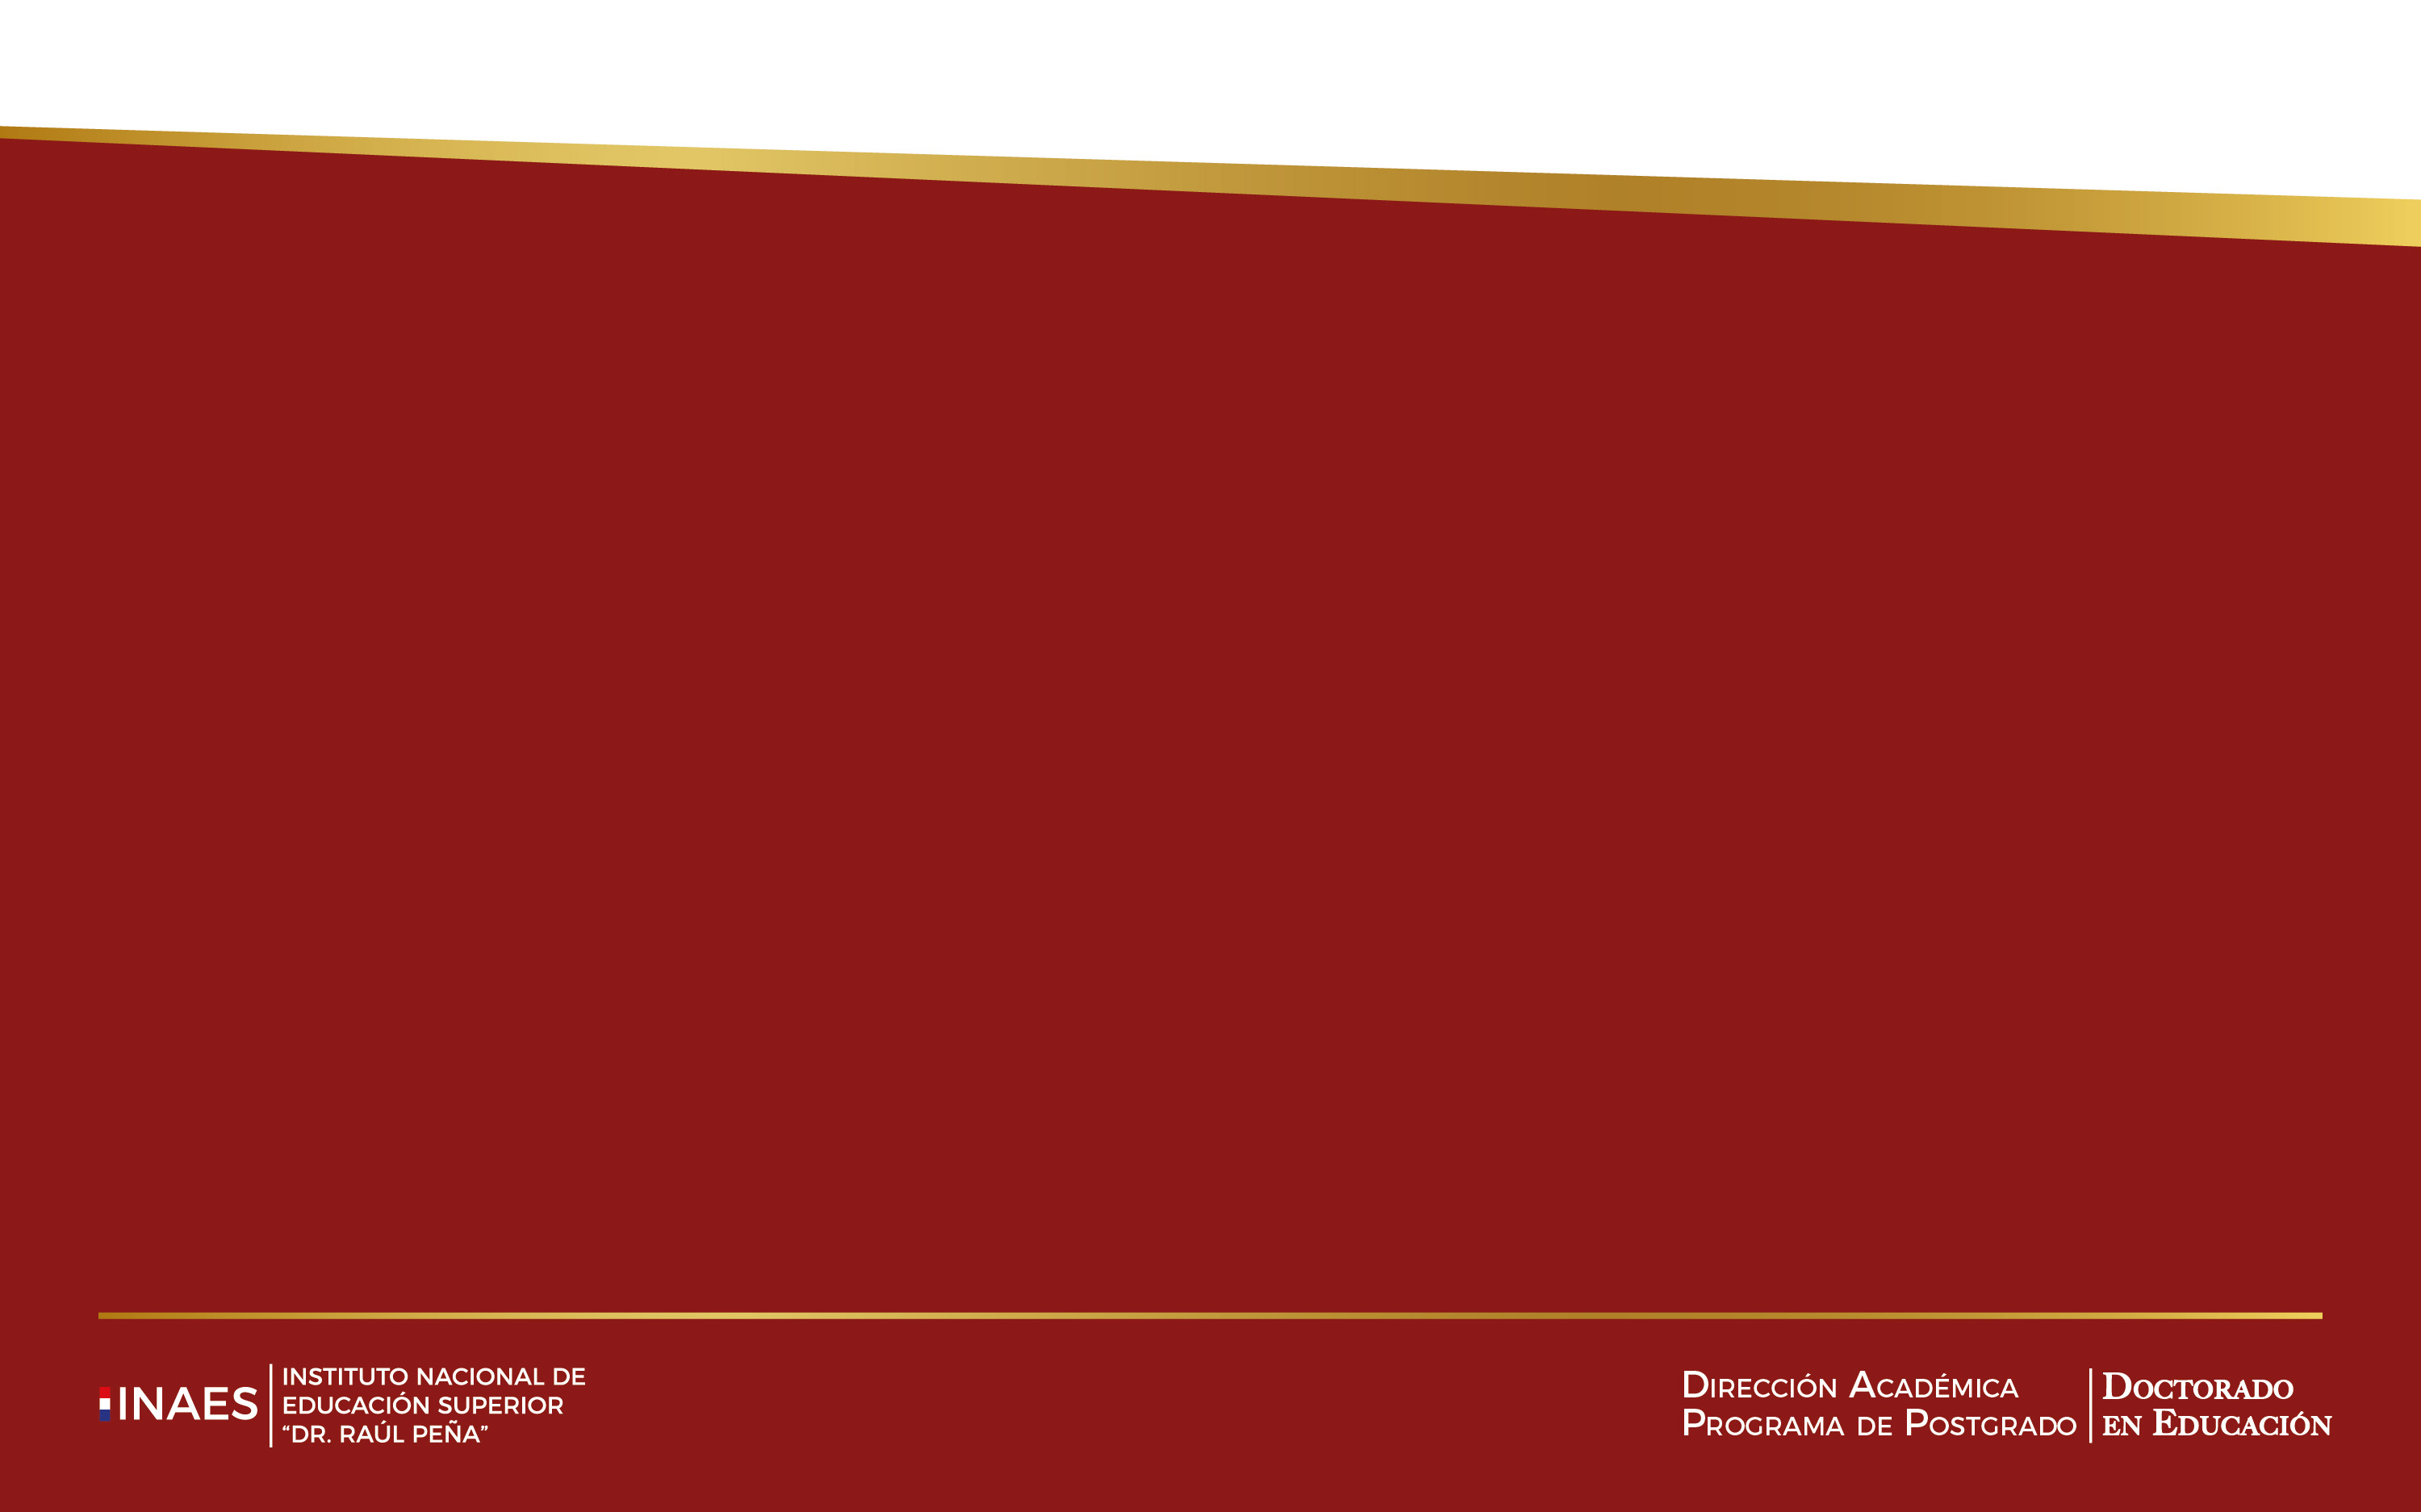 INAES
INSTITUTO NACIONAL DE
EDUCACIÓN SUPERIOR
“DR. RAÚL PEÑA”
DIRECCIÓN ACADÉMICA
PROGRAMA DE POSTGRADO
DOCTORADO
EN EDUCACIÓN